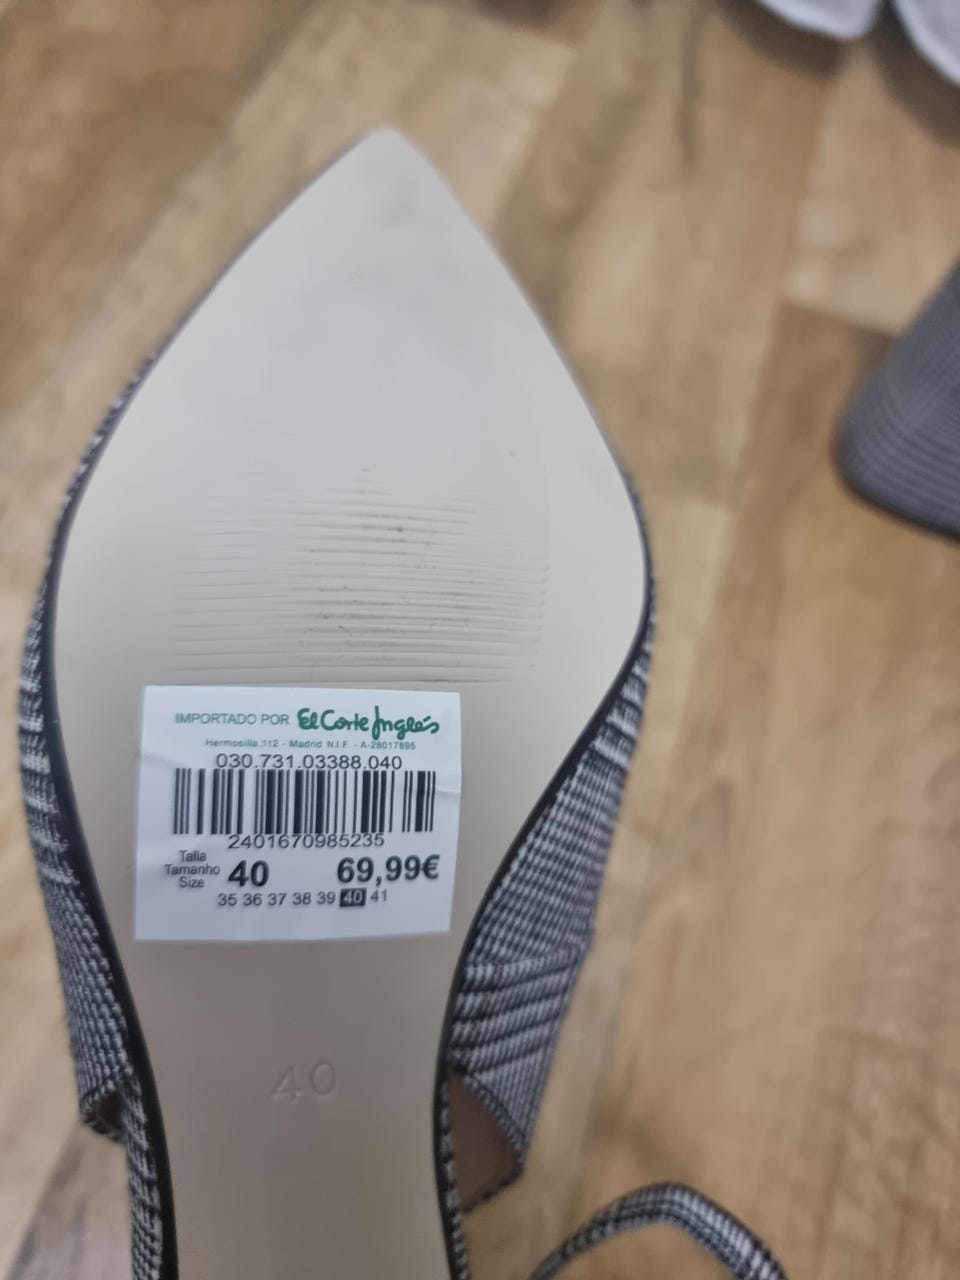 IMPORTADO POR El Corte Inglés
Hermosilla 112 - Madrid N.I.F. - A-28017895
030.731.03388.040
2401670985235
Talla
Tamanho
Size
40
69,99€
35 36 37 38 39 40 41
40